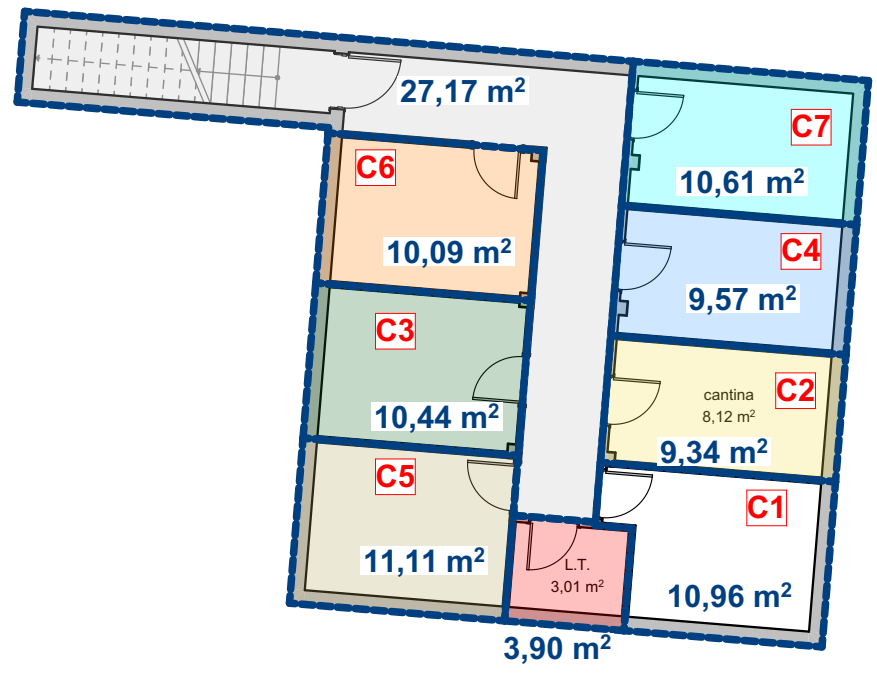 27,17 m²
C7
10,61 m²
C6
10,09 m²
C4
9,57 m²
C3
10,44 m²
cantina
8,12 m²
C2
9,34 m²
C5
11,11 m²
C1
10,96 m²
L.T.
3,01 m²
3,90 m²